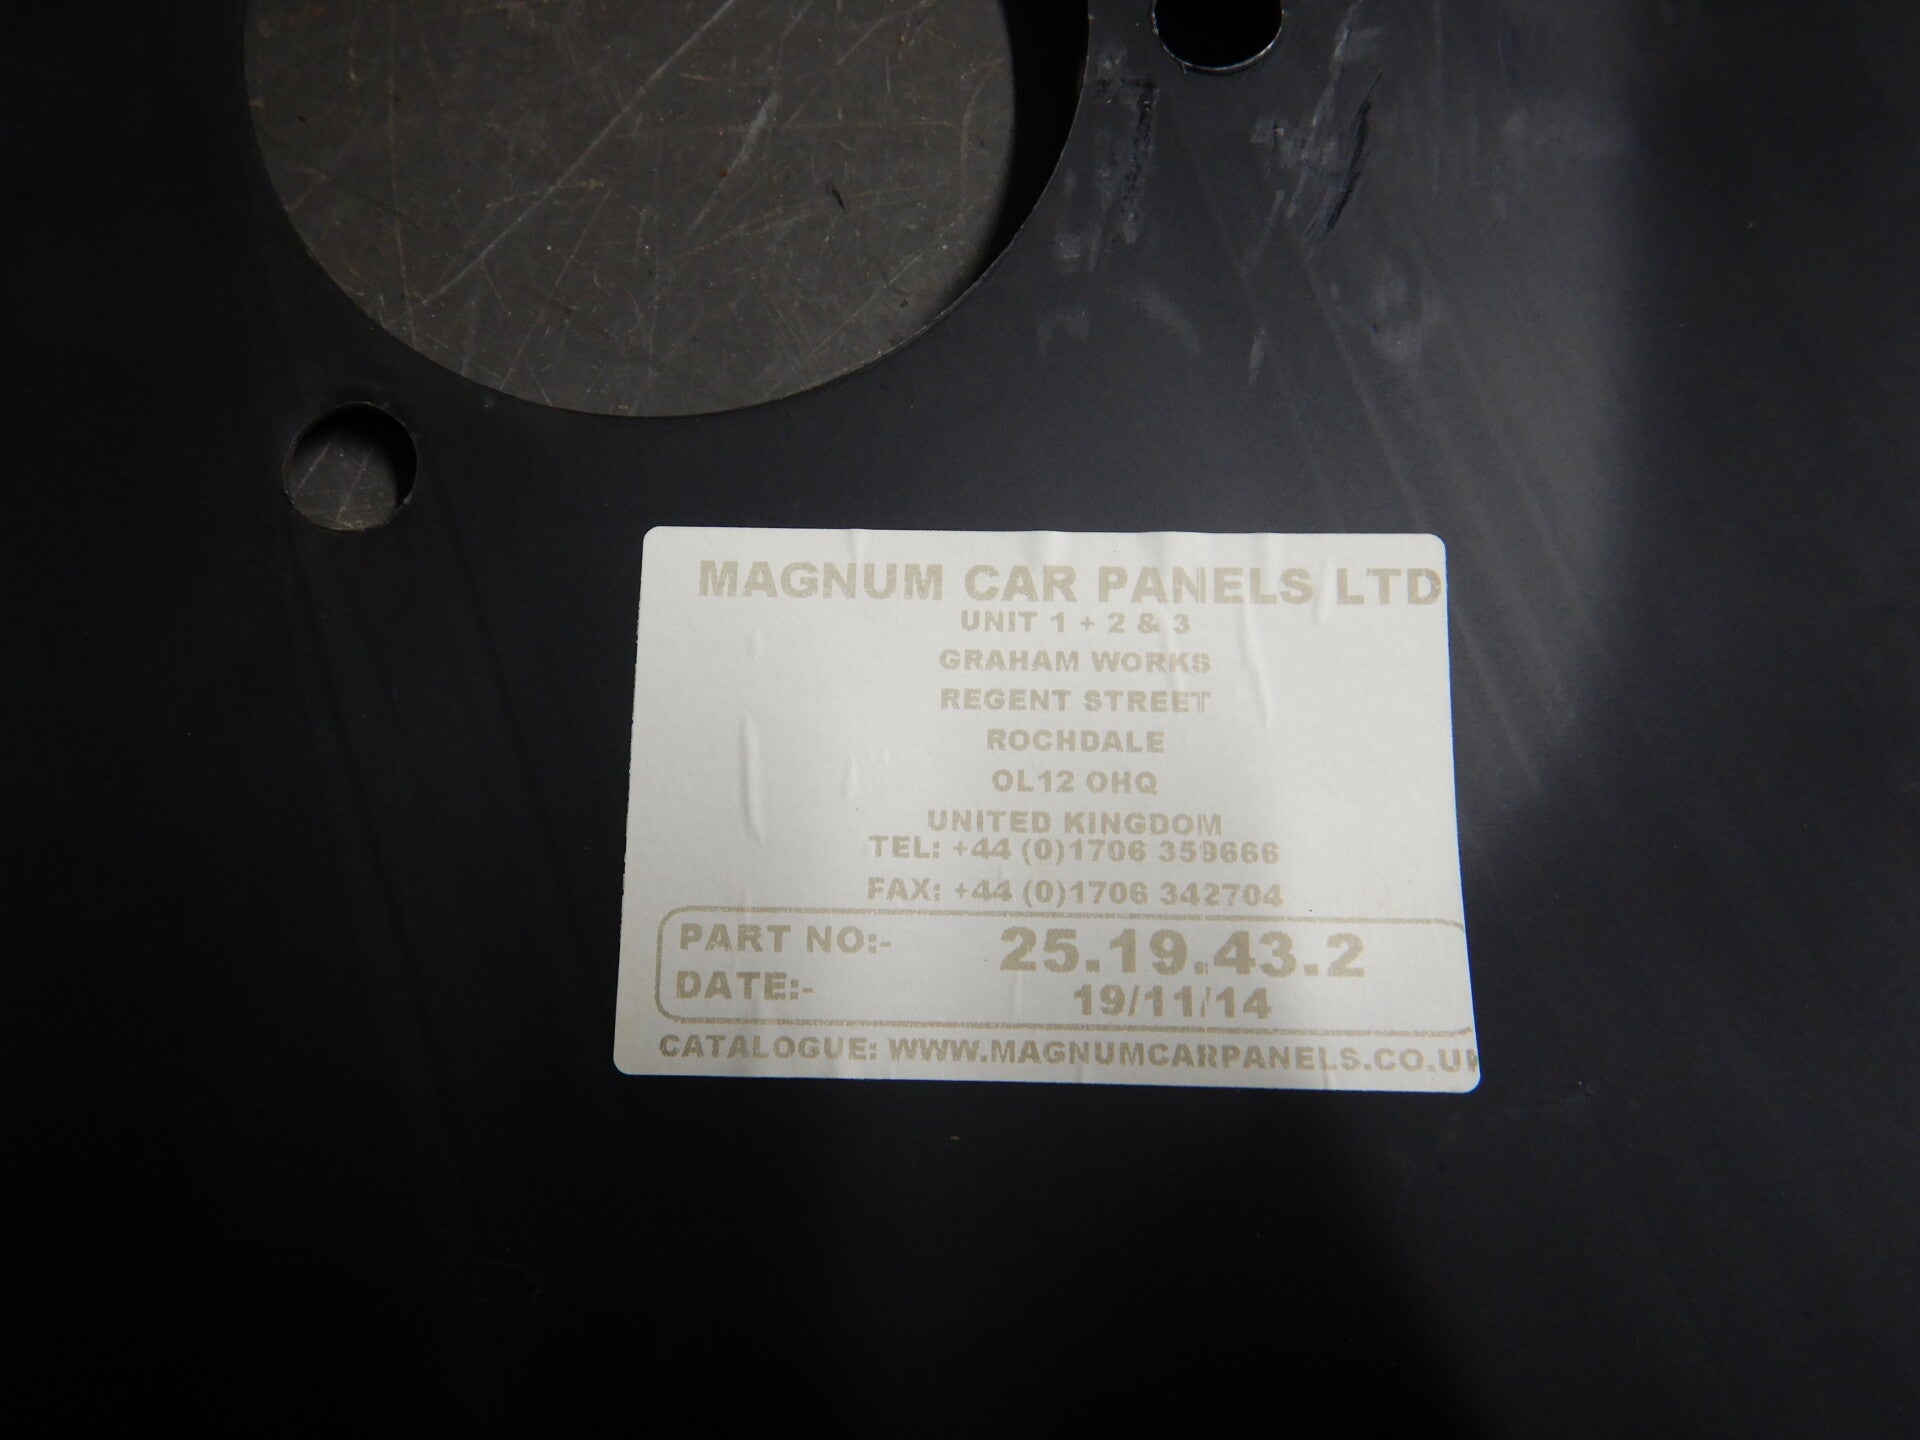 MAGNUM CAR PANELS LTD
UNIT 1 + 2 & 3
GRAHAM WORKS
REGENT STREET
ROCHDALE
OL12 OHQ
UNITED KINGDOM
TEL: +44 (0)1706 359666
FAX: +44 (0)1706 342704
PART NO:- 25.19.43.2
DATE:- 19/11/14
CATALOGUE: WWW.MAGNUMCARPANELS.CO.UK